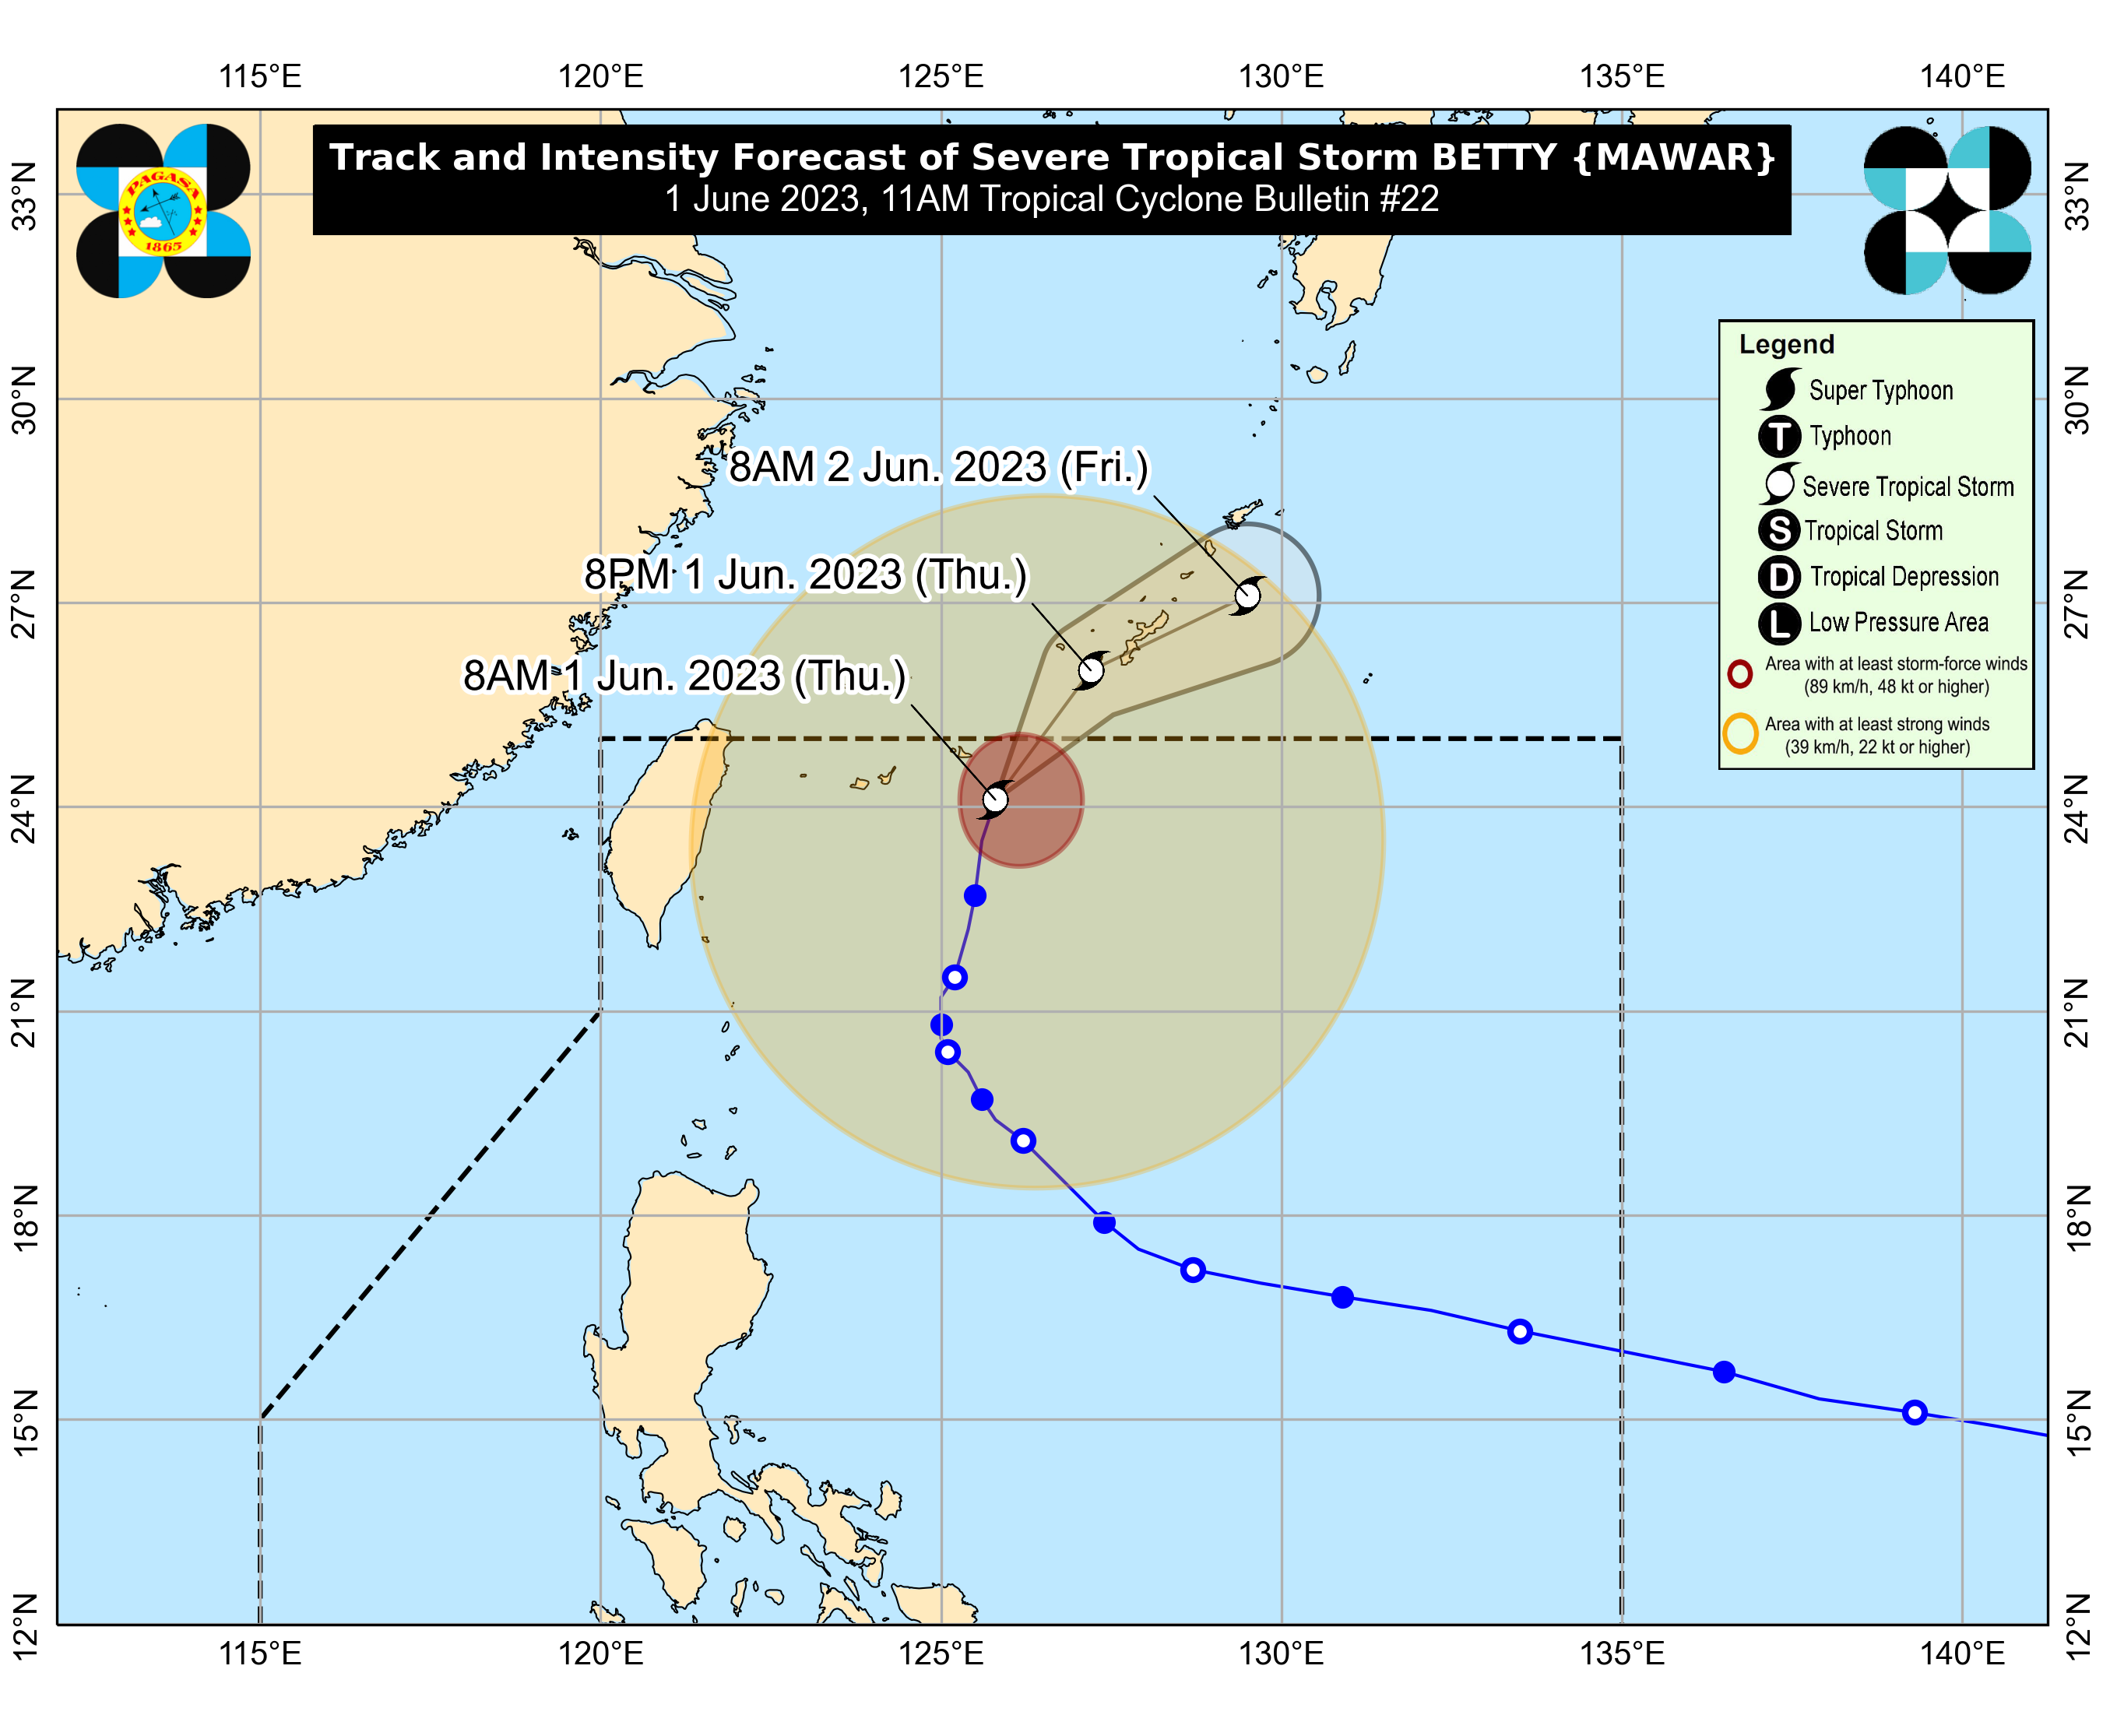 115°E 120°E 125°E 130°E 135°E 140°E
Track and Intensity Forecast of Severe Tropical Storm BETTY {MAWAR}
1 June 2023, 11AM Tropical Cyclone Bulletin #22
PAGASA
1865
33°N 33°N
Legend
Super Typhoon
T Typhoon
Severe Tropical Storm
S Tropical Storm
D Tropical Depression
L Low Pressure Area
Area with at least storm-force winds
(89 km/h, 48 kt or higher)
Area with at least strong winds
(39 km/h, 22 kt or higher)
30°N 30°N
8AM 2 Jun. 2023 (Fri.)
8PM 1 Jun. 2023 (Thu.)
27°N 27°N
8AM 1 Jun. 2023 (Thu.)
24°N 24°N
21°N 21°N
18°N 18°N
15°N 15°N
12°N 12°N
115°E 120°E 125°E 130°E 135°E 140°E